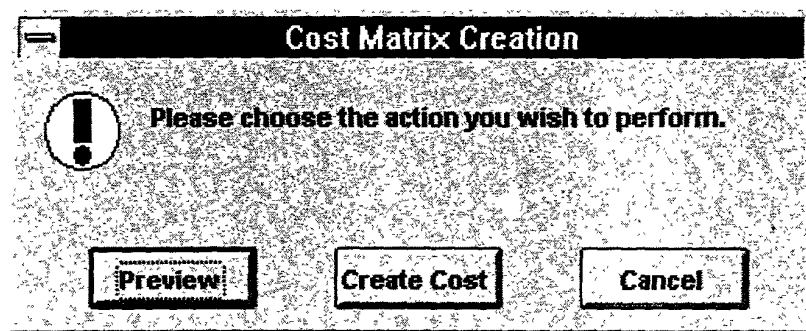 Cost Matrix Creation
Please choose the action you wish to perform.
Preview
Create Cost
Cancel